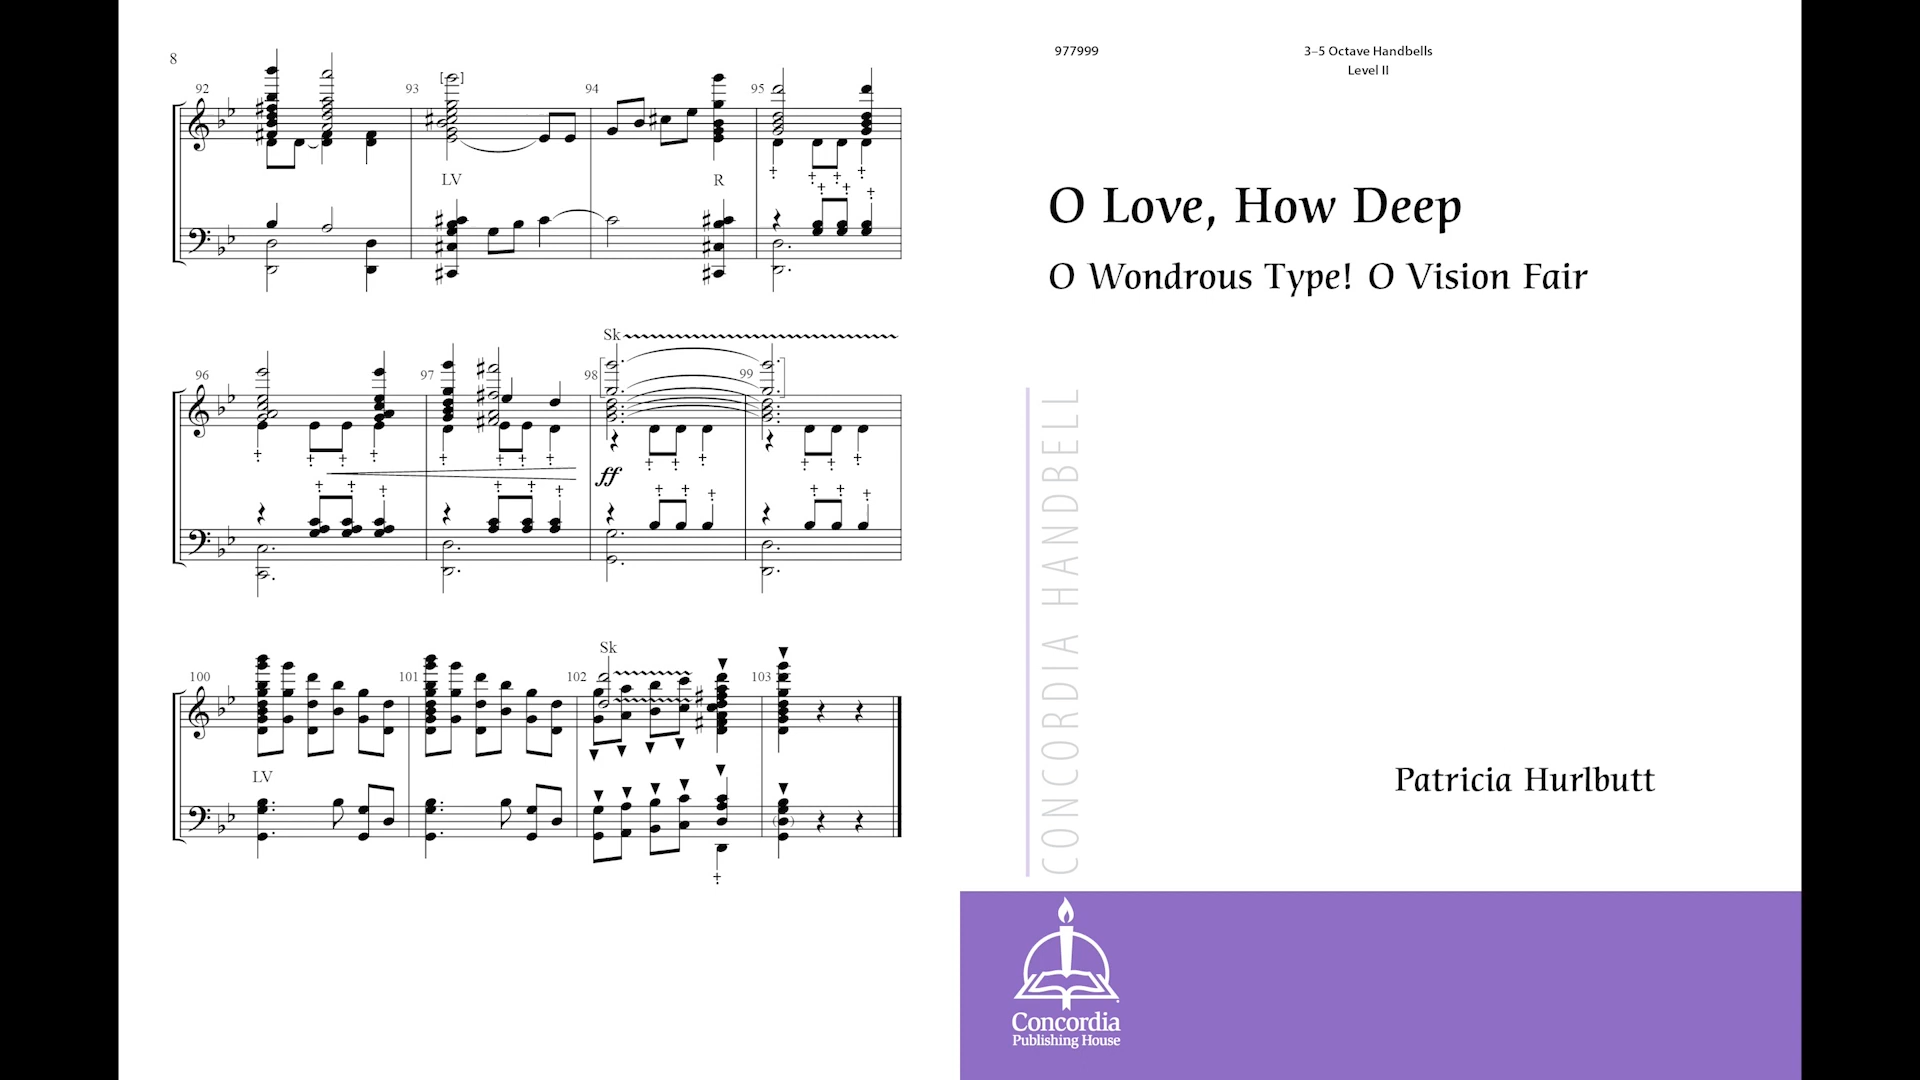 8
92 93 94 95
LV R
Sk
96 97 98 99
ff
Sk
100 101 102 103
LV
977999
3–5 Octave Handbells
Level II
O Love, How Deep
O Wondrous Type! O Vision Fair
CONCORDIA HANDBELL
Patricia Hurlbutt
Concordia
Publishing House